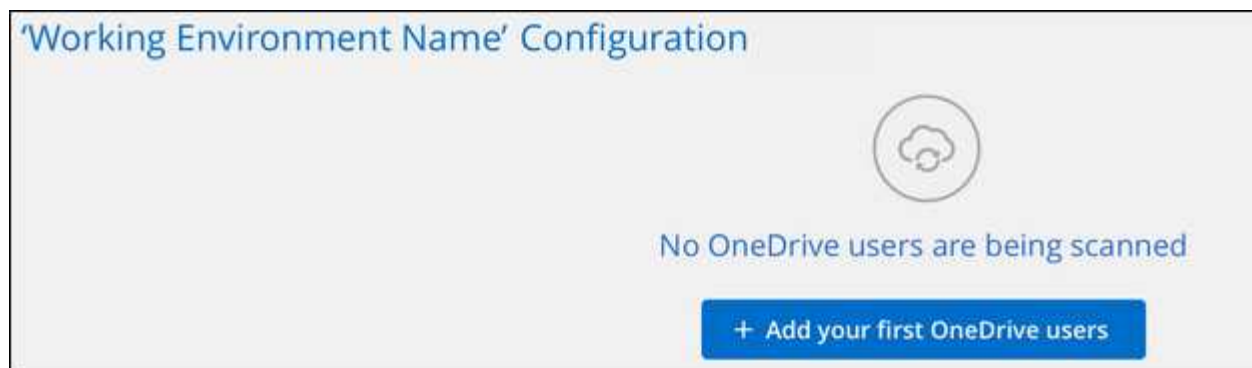 ‘Working Environment Name’ Configuration
No OneDrive users are being scanned
+ Add your first OneDrive users